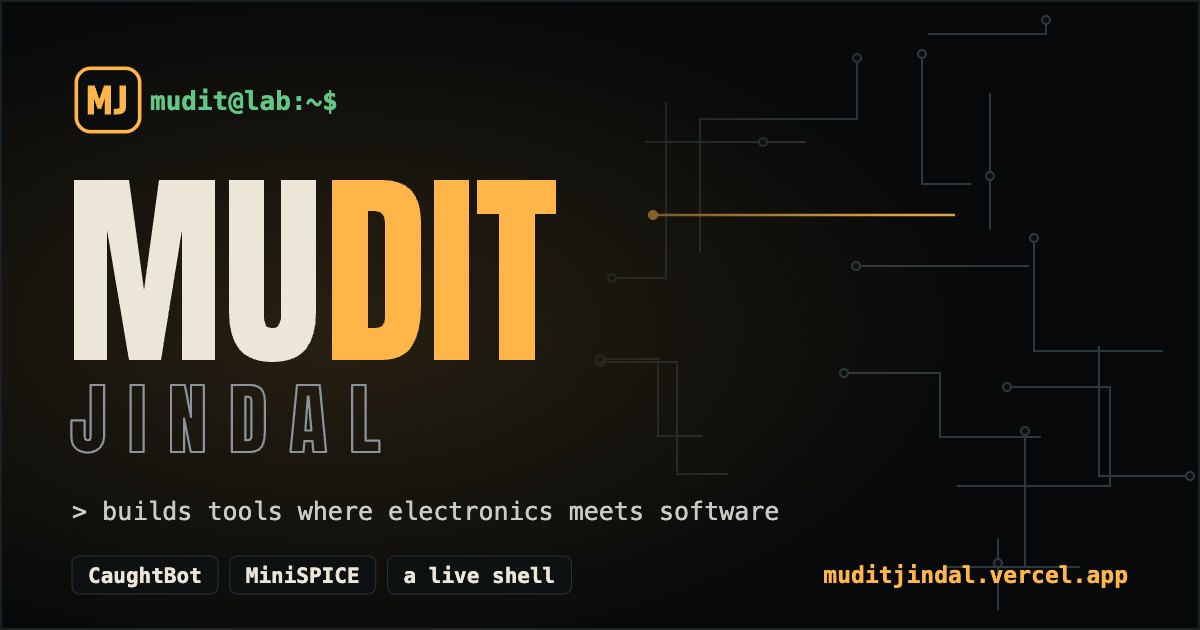 MJ mudit@lab:~$
MUDIT
JINDAL
> builds tools where electronics meets software
CaughtBot MiniSPICE a live shell
muditjindal.vercel.app